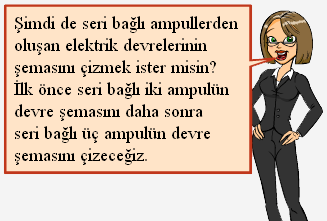 Şimdi de seri bağlı ampullerden
oluşan elektrik devrelerinin
şemasını çizmek ister misin?
İlk önce seri bağlı iki ampulün
devre şemasını daha sonra
seri bağlı üç ampulün devre
şemasını çizeceğiz.